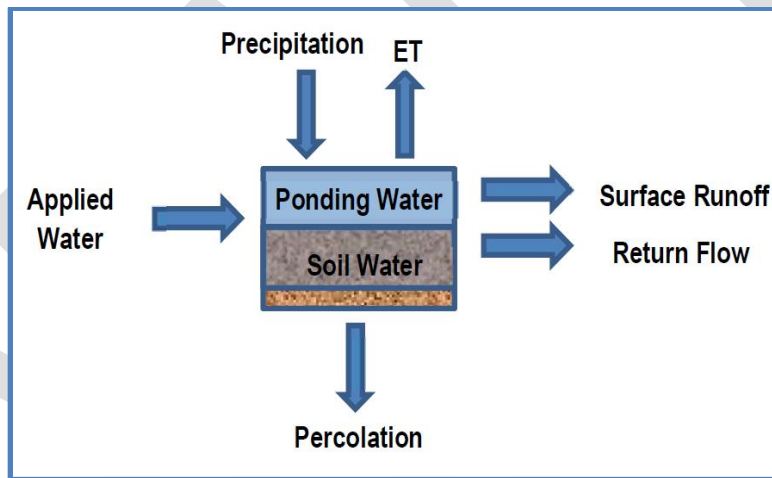 Precipitation
ET
Applied
Water
Ponding Water
Soil Water
Surface Runoff
Return Flow
Percolation